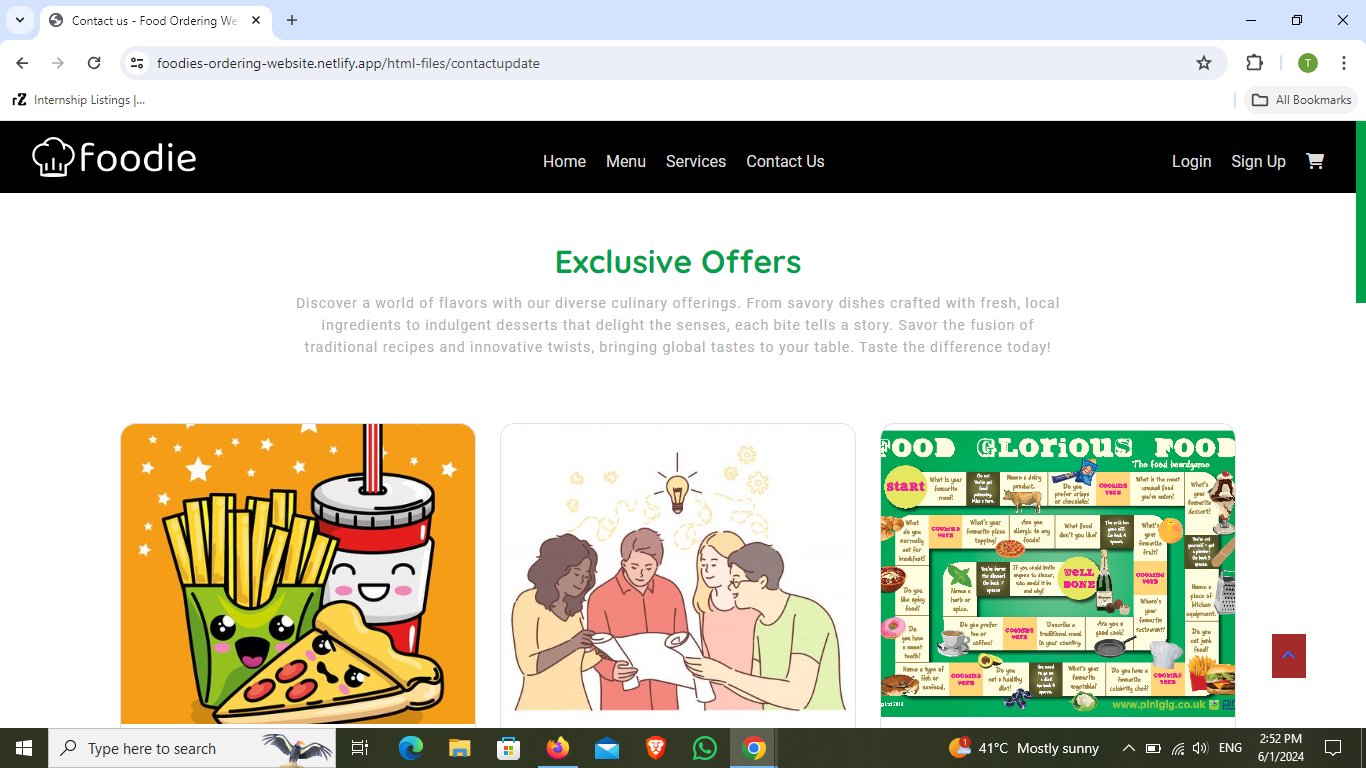 Contact us - Food Ordering We
foodies-ordering-website.netlify.app/html-files/contactupdate
T
rZ Internship Listings |...
All Bookmarks
foodie
Home Menu Services Contact Us
Login Sign Up
Exclusive Offers
Discover a world of flavors with our diverse culinary offerings. From savory dishes crafted with fresh, local
ingredients to indulgent desserts that delight the senses, each bite tells a story. Savor the fusion of
traditional recipes and innovative twists, bringing global tastes to your table. Taste the difference today!
FOOD GLORIOUS FOOD
The food boardgame
START
What is your
favourite
meal?
Name a dairy
product.
Do you
prefer crisps
or chocolate?
COOKING
VERB
What is the most
unusual food
you've eaten?
What's
your
favourite
dessert?
What
do you
normally
eat for
breakfast?
COOKING
VERB
What's your
favourite pizza
topping?
Are you
allergic to any
foods?
What food
don't you like?
What's
your
favourite
fruit?
If you could invite
anyone to dinner,
who would it be
and why?
WELL
DONE
COOKING
VERB
Name a
herb or
spice.
Do you
like spicy
food?
Name a
place of
kitchen
equipment.
Where's
your
favourite
restaurant?
Do
you have
a sweet
tooth?
Do you prefer
tea or
coffee?
COOKING
VERB
Describe a
traditional meal
in your country.
Are you a
good cook?
Do you
eat junk
food?
Name a type of
fish or
seafood.
COOKING
VERB
Do you
eat a healthy
diet?
What's your
favourite
vegetable?
Do you have a
favourite
celebrity chef?
COOKING
VERB
www.pinigig.co.uk
Type here to search
1
41°C Mostly sunny
ENG
2:52 PM
6/1/2024